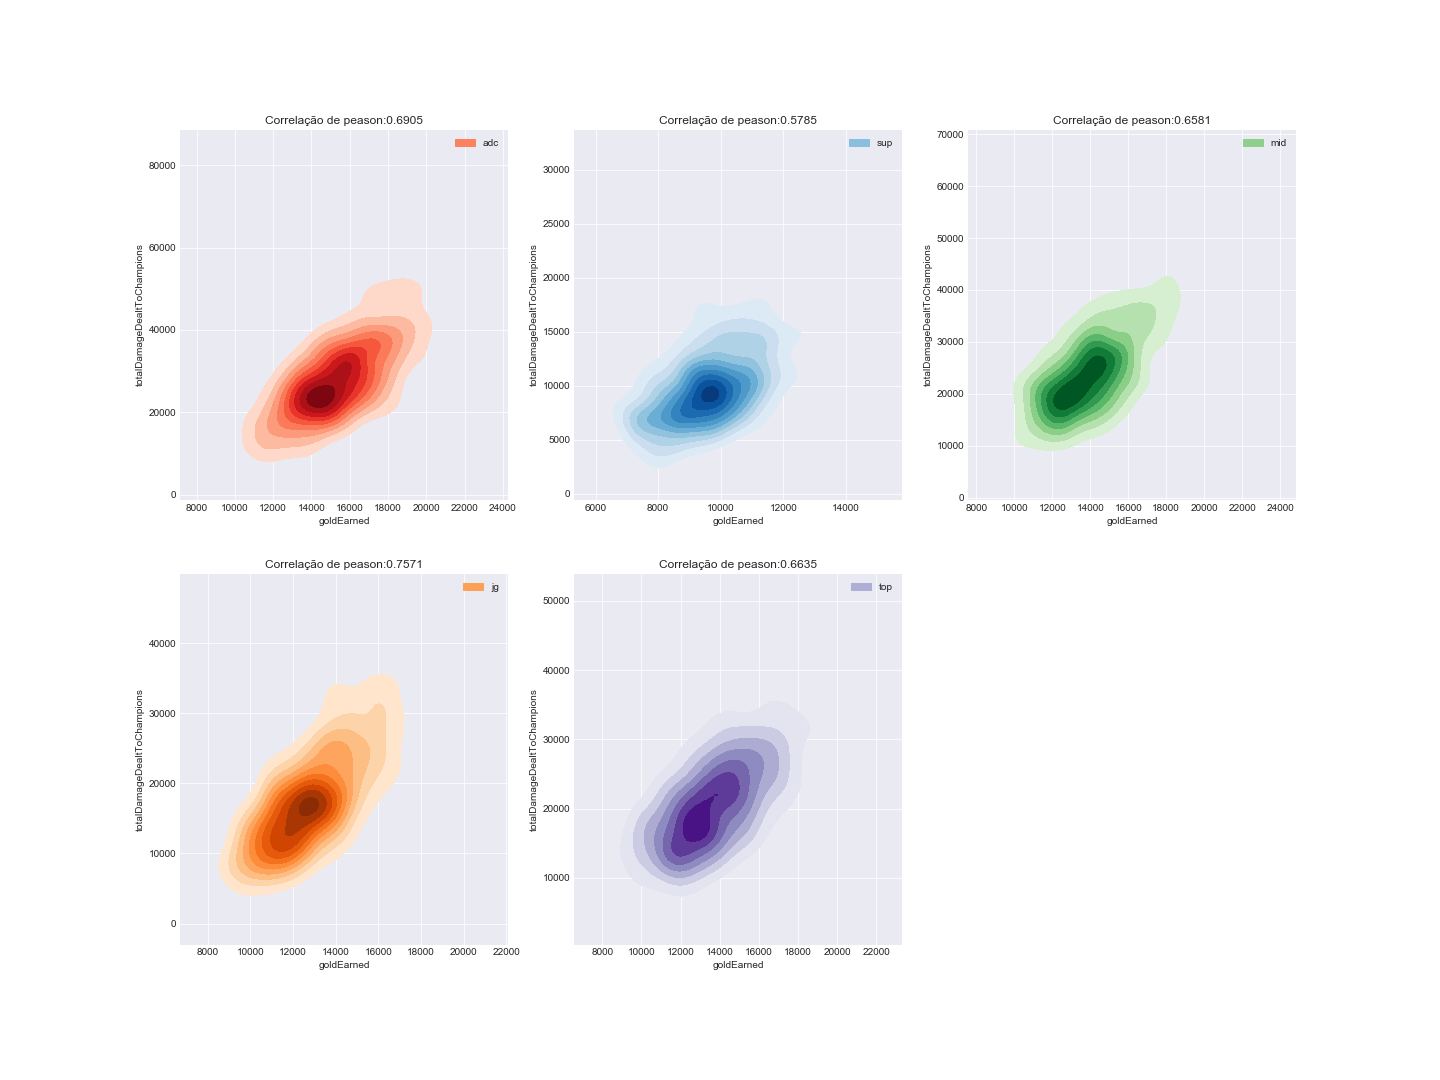 Correlação de peason:0.6905
adc
80000
60000
40000
20000
0
totalDamageDealtToChampions
8000 10000 12000 14000 16000 18000 20000 22000 24000
goldEarned
Correlação de peason:0.5785
sup
30000
25000
20000
15000
10000
5000
0
totalDamageDealtToChampions
6000 8000 10000 12000 14000
goldEarned
Correlação de peason:0.6581
mid
70000
60000
50000
40000
30000
20000
10000
0
totalDamageDealtToChampions
8000 10000 12000 14000 16000 18000 20000 22000 24000
goldEarned
Correlação de peason:0.7571
jg
40000
30000
20000
10000
0
totalDamageDealtToChampions
8000 10000 12000 14000 16000 18000 20000 22000
goldEarned
Correlação de peason:0.6635
top
50000
40000
30000
20000
10000
totalDamageDealtToChampions
8000 10000 12000 14000 16000 18000 20000 22000
goldEarned